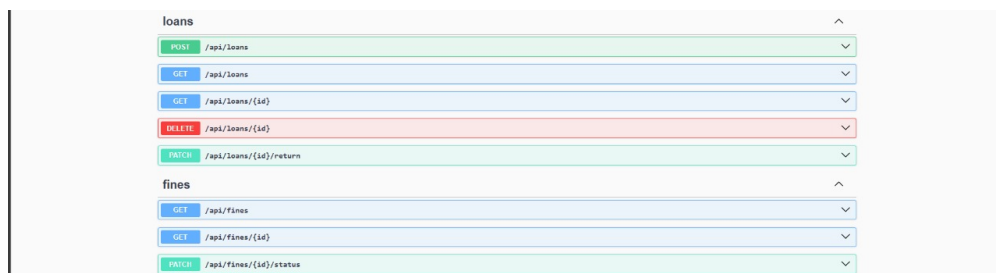 loans
POST /api/loans
GET /api/loans
GET /api/loans/{id}
DELETE /api/loans/{id}
PATCH /api/loans/{id}/return
fines
GET /api/fines
GET /api/fines/{id}
PATCH /api/fines/{id}/status